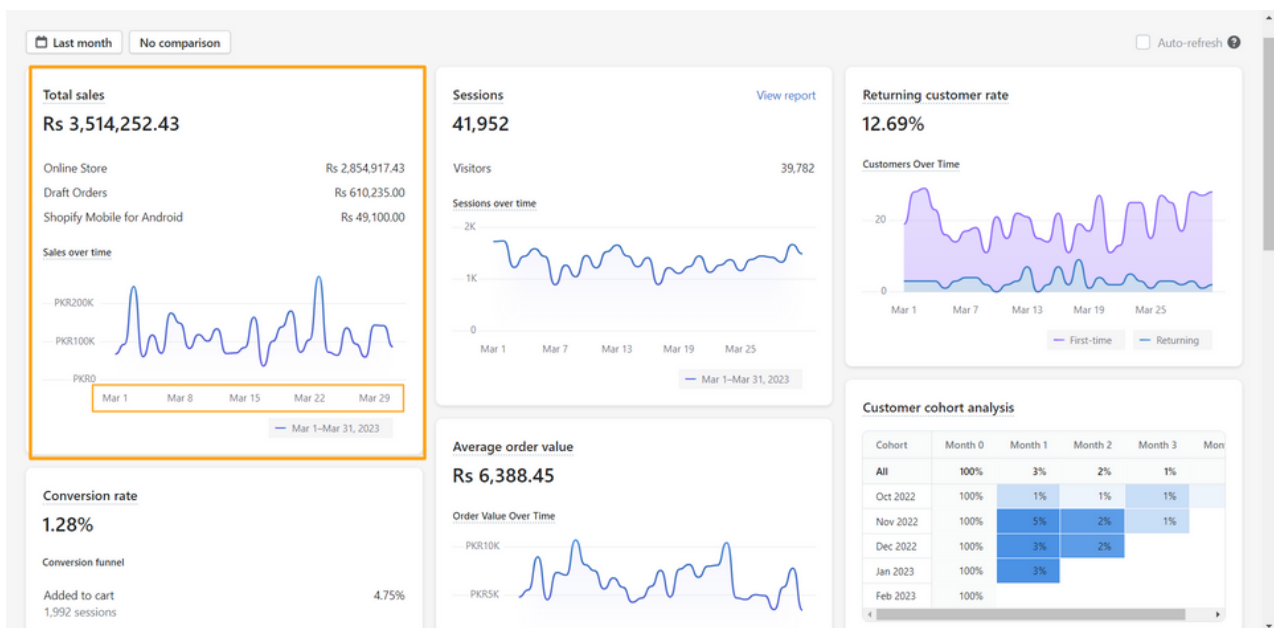 Last month No comparison Auto-refresh ?
Total sales
Rs 3,514,252.43
Online Store Rs 2,854,917.43
Draft Orders Rs 610,235.00
Shopify Mobile for Android Rs 49,100.00
Sales over time
PKR200K
PKR100K
PKR0
Mar 1 Mar 8 Mar 15 Mar 22 Mar 29
Mar 1–Mar 31, 2023
Conversion rate
1.28%
Conversion funnel
Added to cart 4.75%
1,992 sessions
Sessions View report
41,952
Visitors 39,782
Sessions over time
2K
1K
0
Mar 1 Mar 7 Mar 13 Mar 19 Mar 25
Mar 1–Mar 31, 2023
Average order value
Rs 6,388.45
Order Value Over Time
PKR10K
PKR5K
Returning customer rate
12.69%
Customers Over Time
20
0
Mar 1 Mar 7 Mar 13 Mar 19 Mar 25
First-time Returning
Customer cohort analysis
Cohort Month 0 Month 1 Month 2 Month 3 Mon
All 100% 3% 2% 1%
Oct 2022 100% 1% 1% 1%
Nov 2022 100% 5% 2% 1%
Dec 2022 100% 3% 2%
Jan 2023 100% 3%
Feb 2023 100%